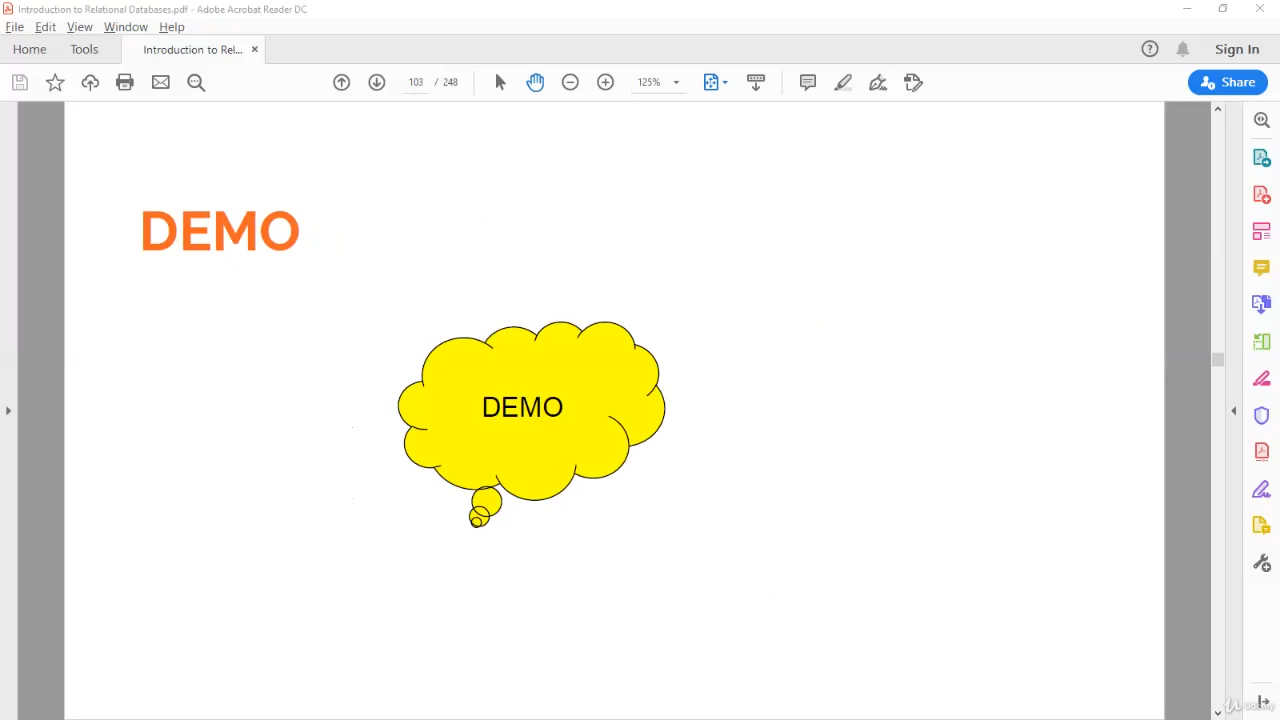 Introduction to Relational Databases.pdf - Adobe Acrobat Reader DC
File Edit View Window Help
Home Tools Introduction to Rel... × Sign In
103 / 248 125% Share
DEMO
DEMO
Udemy